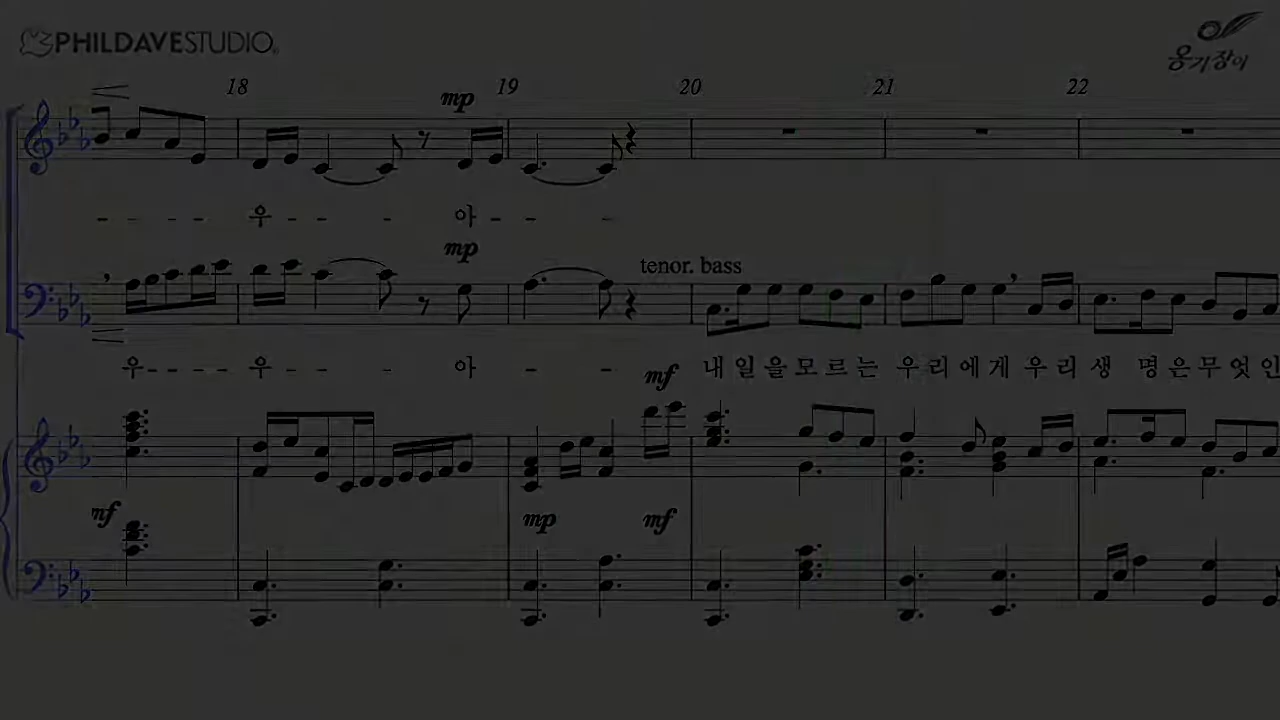 PHILDAVESTUDIO
옹기장이
18 19 20 21 22
mp
우 아
mp
tenor. bass
우 우 아 내 일 을 모 르 는 우 리 에 게 우 리 생 명 은 무 엇 인
mf
mf mp mf